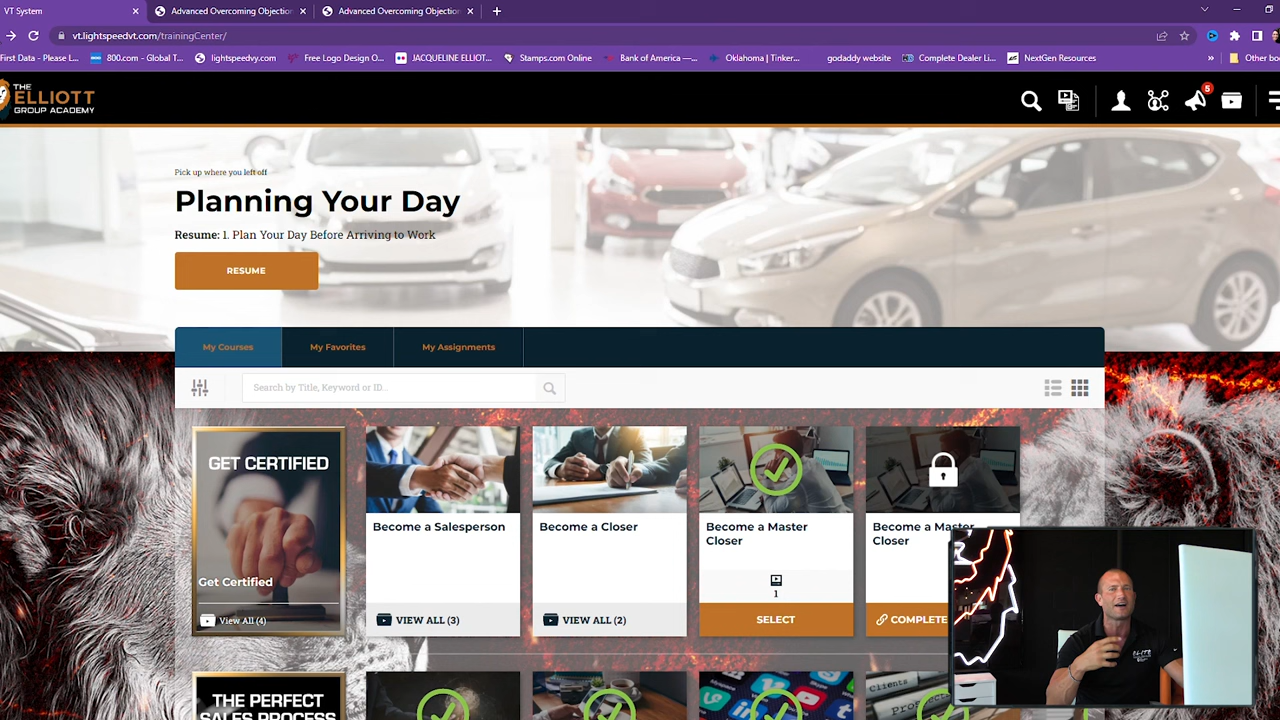 VT System
Advanced Overcoming Objection
Advanced Overcoming Objection
vt.lightspeedvt.com/trainingCenter/
First Data - Please L...
800.com - Global T...
lightspeedvy.com
Free Logo Design O...
JACQUELINE ELLIOT...
Stamps.com Online
Bank of America —...
Oklahoma | Tinker...
godaddy website
Complete Dealer Li...
NextGen Resources
Other boo
THE
ELLIOTT
GROUP ACADEMY
5
Pick up where you left off
Planning Your Day
Resume: 1. Plan Your Day Before Arriving to Work
RESUME
My Courses
My Favorites
My Assignments
Search by Title, Keyword or ID...
GET CERTIFIED
Get Certified
View All (4)
Become a Salesperson
VIEW ALL (3)
Become a Closer
VIEW ALL (2)
Become a Master
Closer
1
SELECT
Become a Master
Closer
COMPLETE
THE PERFECT
SALES PROCESS
Clients